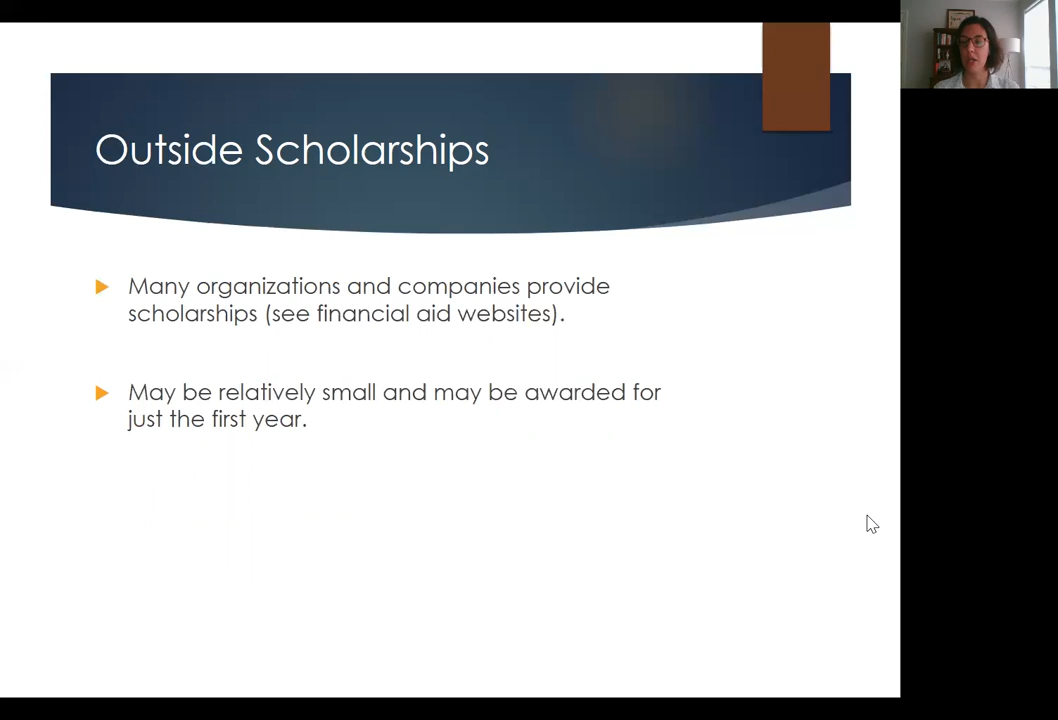 Outside Scholarships
Many organizations and companies provide
scholarships (see financial aid websites).
May be relatively small and may be awarded for
just the first year.